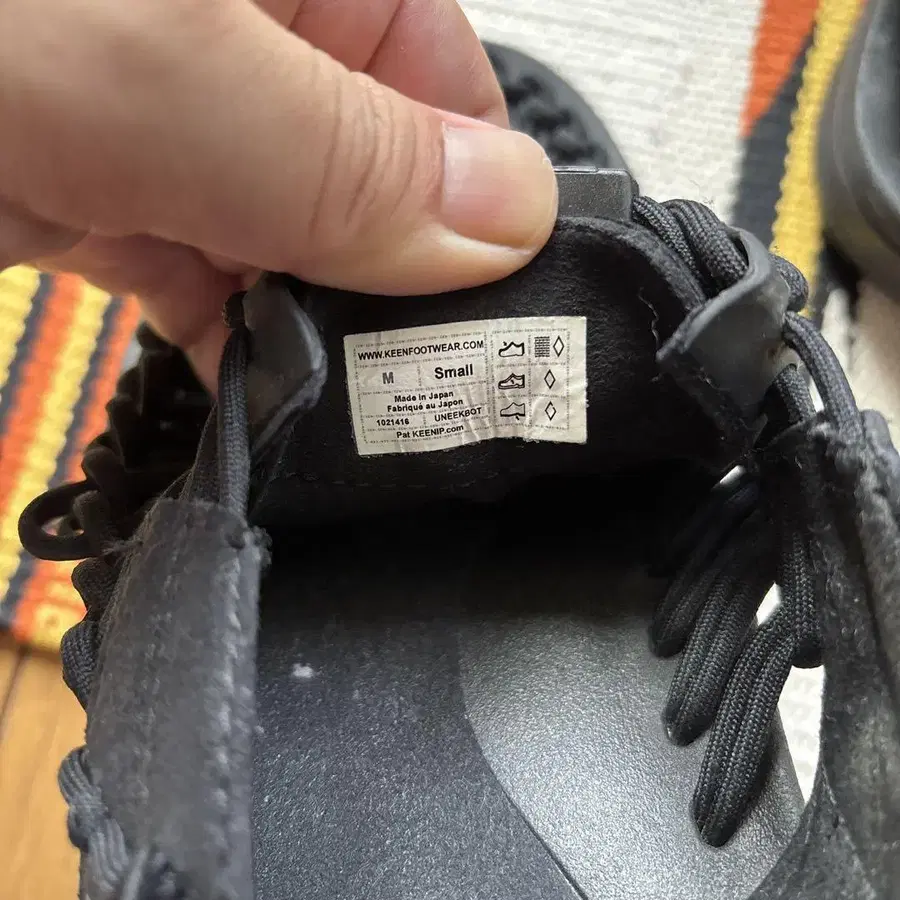 WWW.KEENFOOTWEAR.COM
M Small
Made in Japan
Fabriqué au Japon
1021416 UNEEKBOT
Pat KEENIP.com